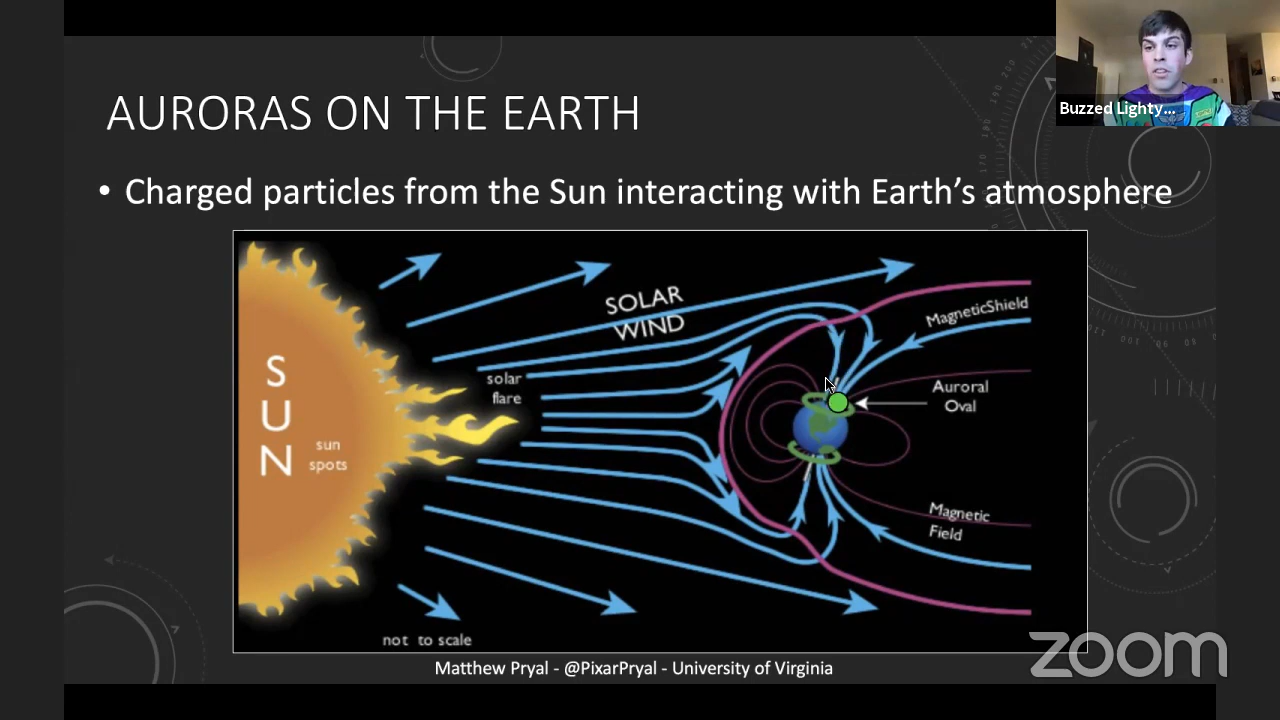 AURORAS ON THE EARTH
Buzzed Lighty...
• Charged particles from the Sun interacting with Earth's atmosphere
SOLAR
WIND
MagneticShield
solar
flare
Auroral
Oval
S
U
N
sun
spots
Magnetic
Field
not to scale
zoom
Matthew Pryal - @PixarPryal - University of Virginia